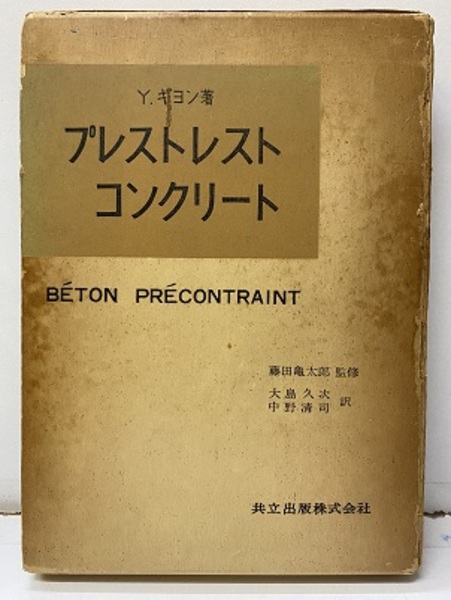 Y.ギヨン著
プレストレスト
コンクリート
BÉTON PRÉCONTRAINT
藤田亀太郎 監修
大島久次
中野清司 訳
共立出版株式会社